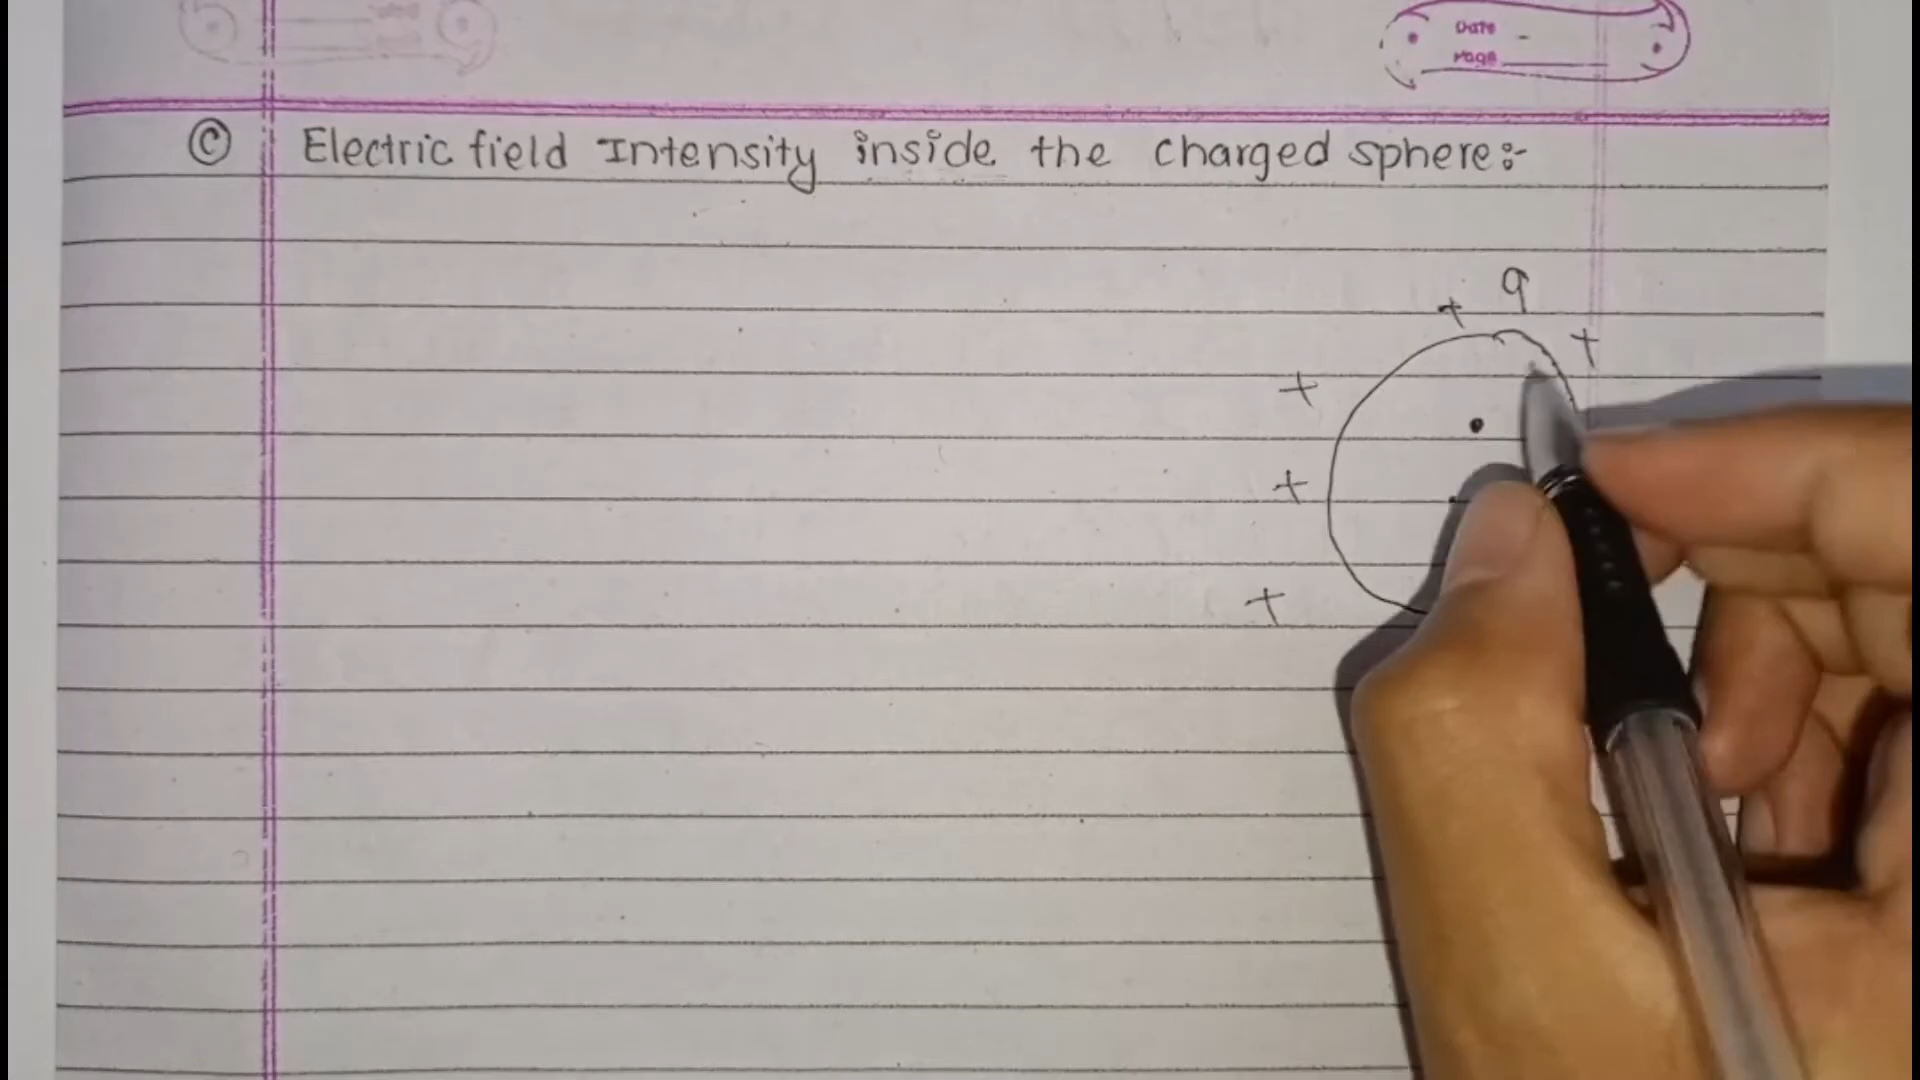 Date
Page
© Electric field Intensity inside the charged sphere:-
q
+ +
+
+
+